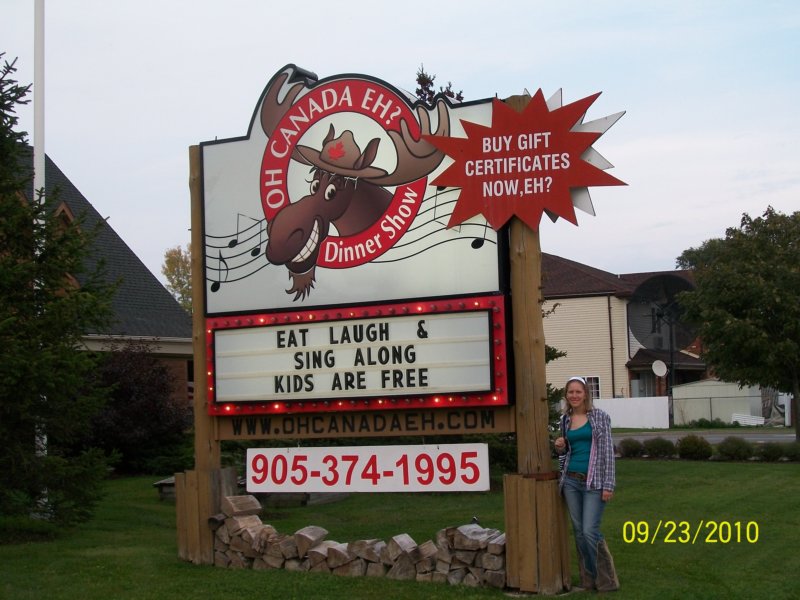 OH CANADA EH?
Dinner Show
BUY GIFT
CERTIFICATES
NOW,EH?
EAT LAUGH &
SING ALONG
KIDS ARE FREE
WWW.OHCANADAEH.COM
905-374-1995
09/23/2010